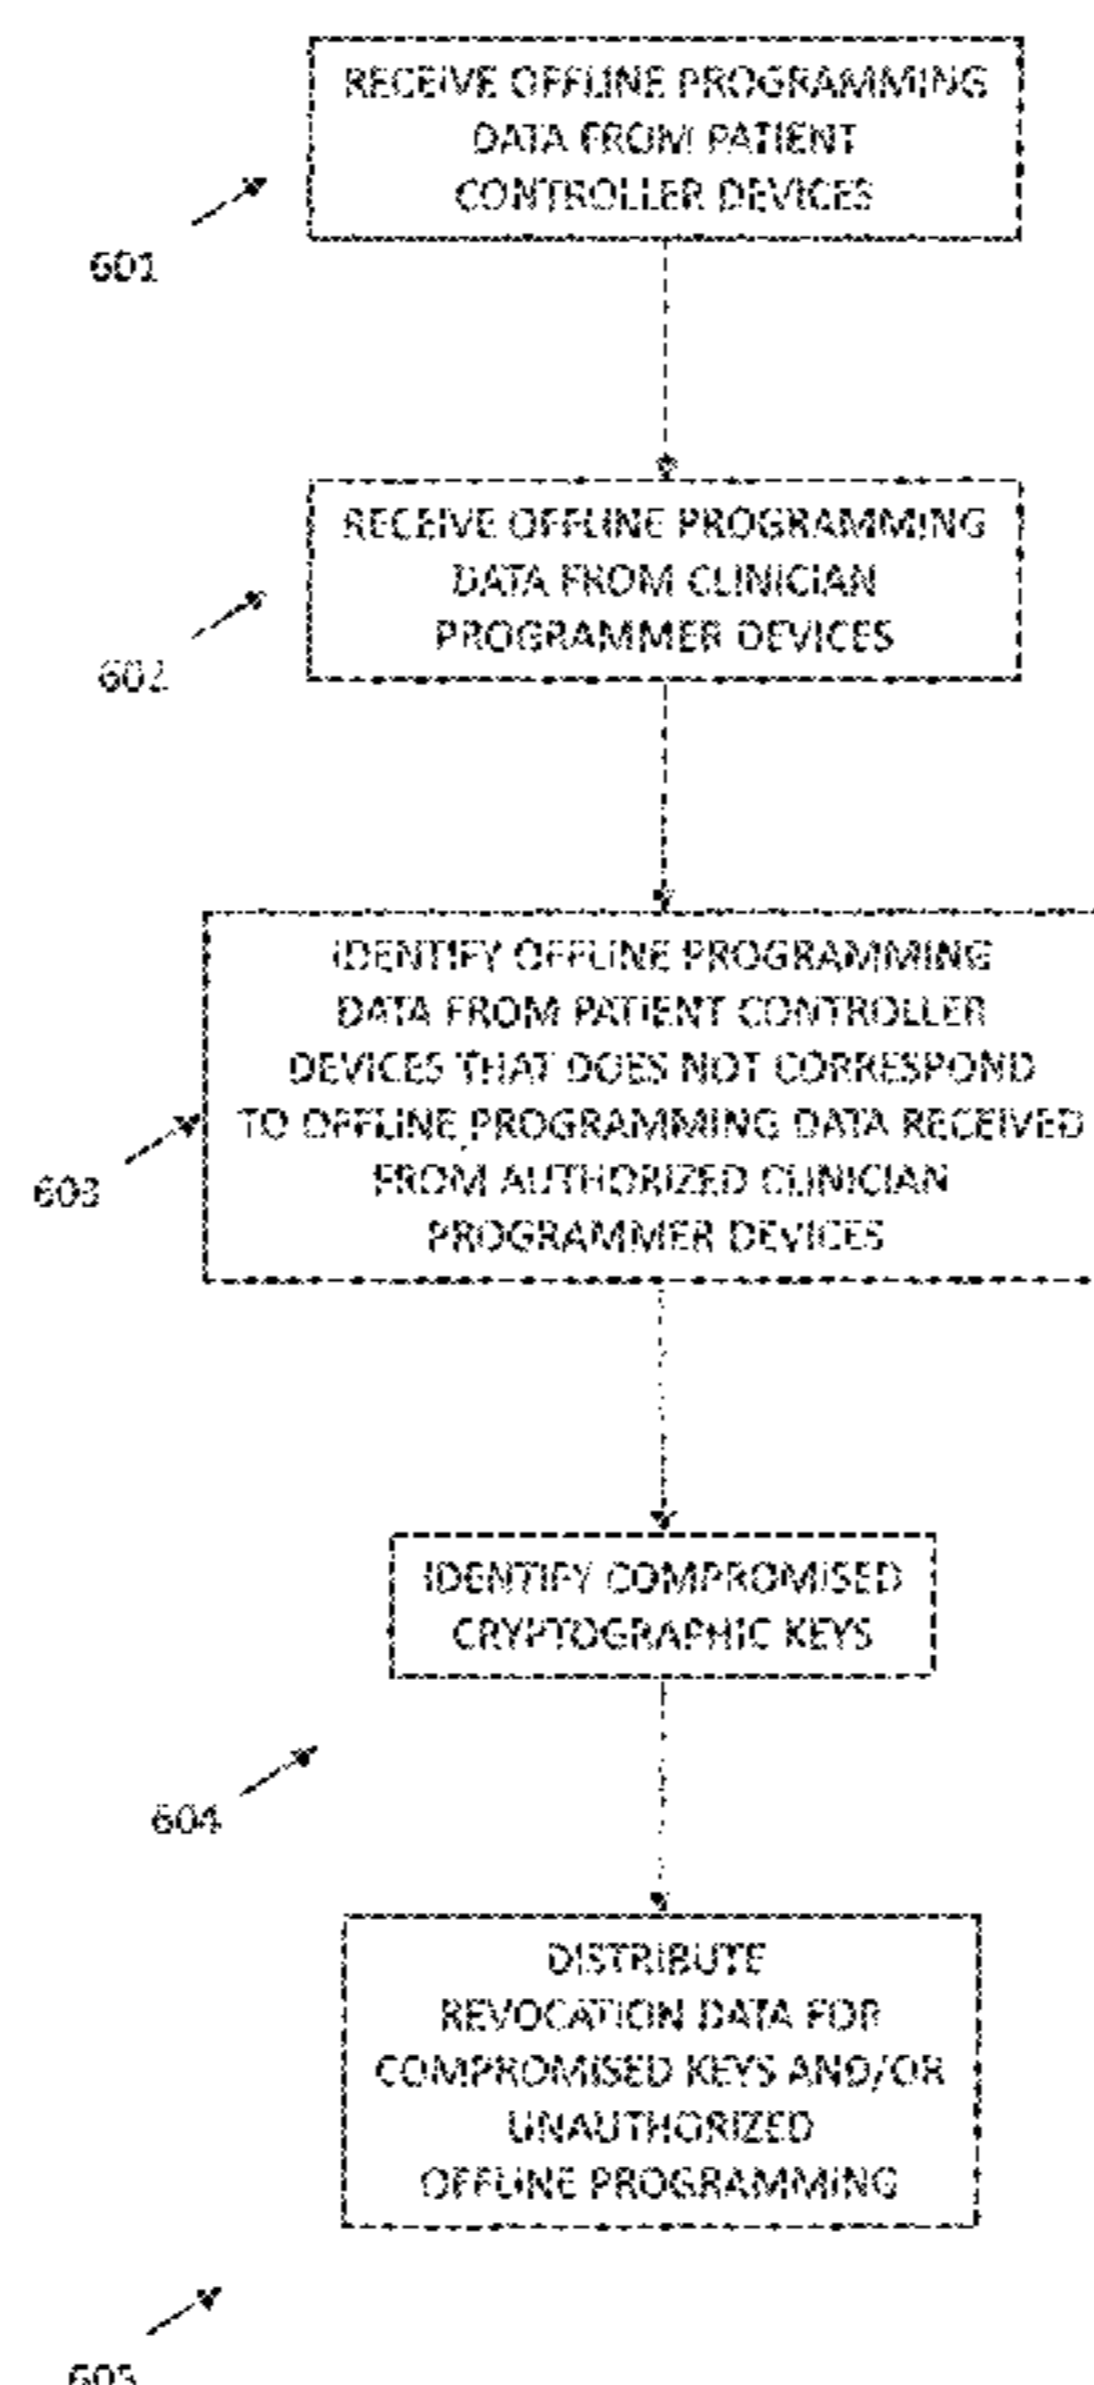 RECEIVE OFFLINE PROGRAMMING
DATA FROM PATIENT
CONTROLLER DEVICES
601
RECEIVE OFFLINE PROGRAMMING
DATA FROM CLINICIAN
PROGRAMMER DEVICES
602
IDENTIFY OFFLINE PROGRAMMING
DATA FROM PATIENT CONTROLLER
DEVICES THAT DOES NOT CORRESPOND
TO OFFLINE PROGRAMMING DATA RECEIVED
FROM AUTHORIZED CLINICIAN
PROGRAMMER DEVICES
603
IDENTIFY COMPROMISED
CRYPTOGRAPHIC KEYS
604
DISTRIBUTE
REVOCATION DATA FOR
COMPROMISED KEYS AND/OR
UNAUTHORIZED
OFFLINE PROGRAMMING
605